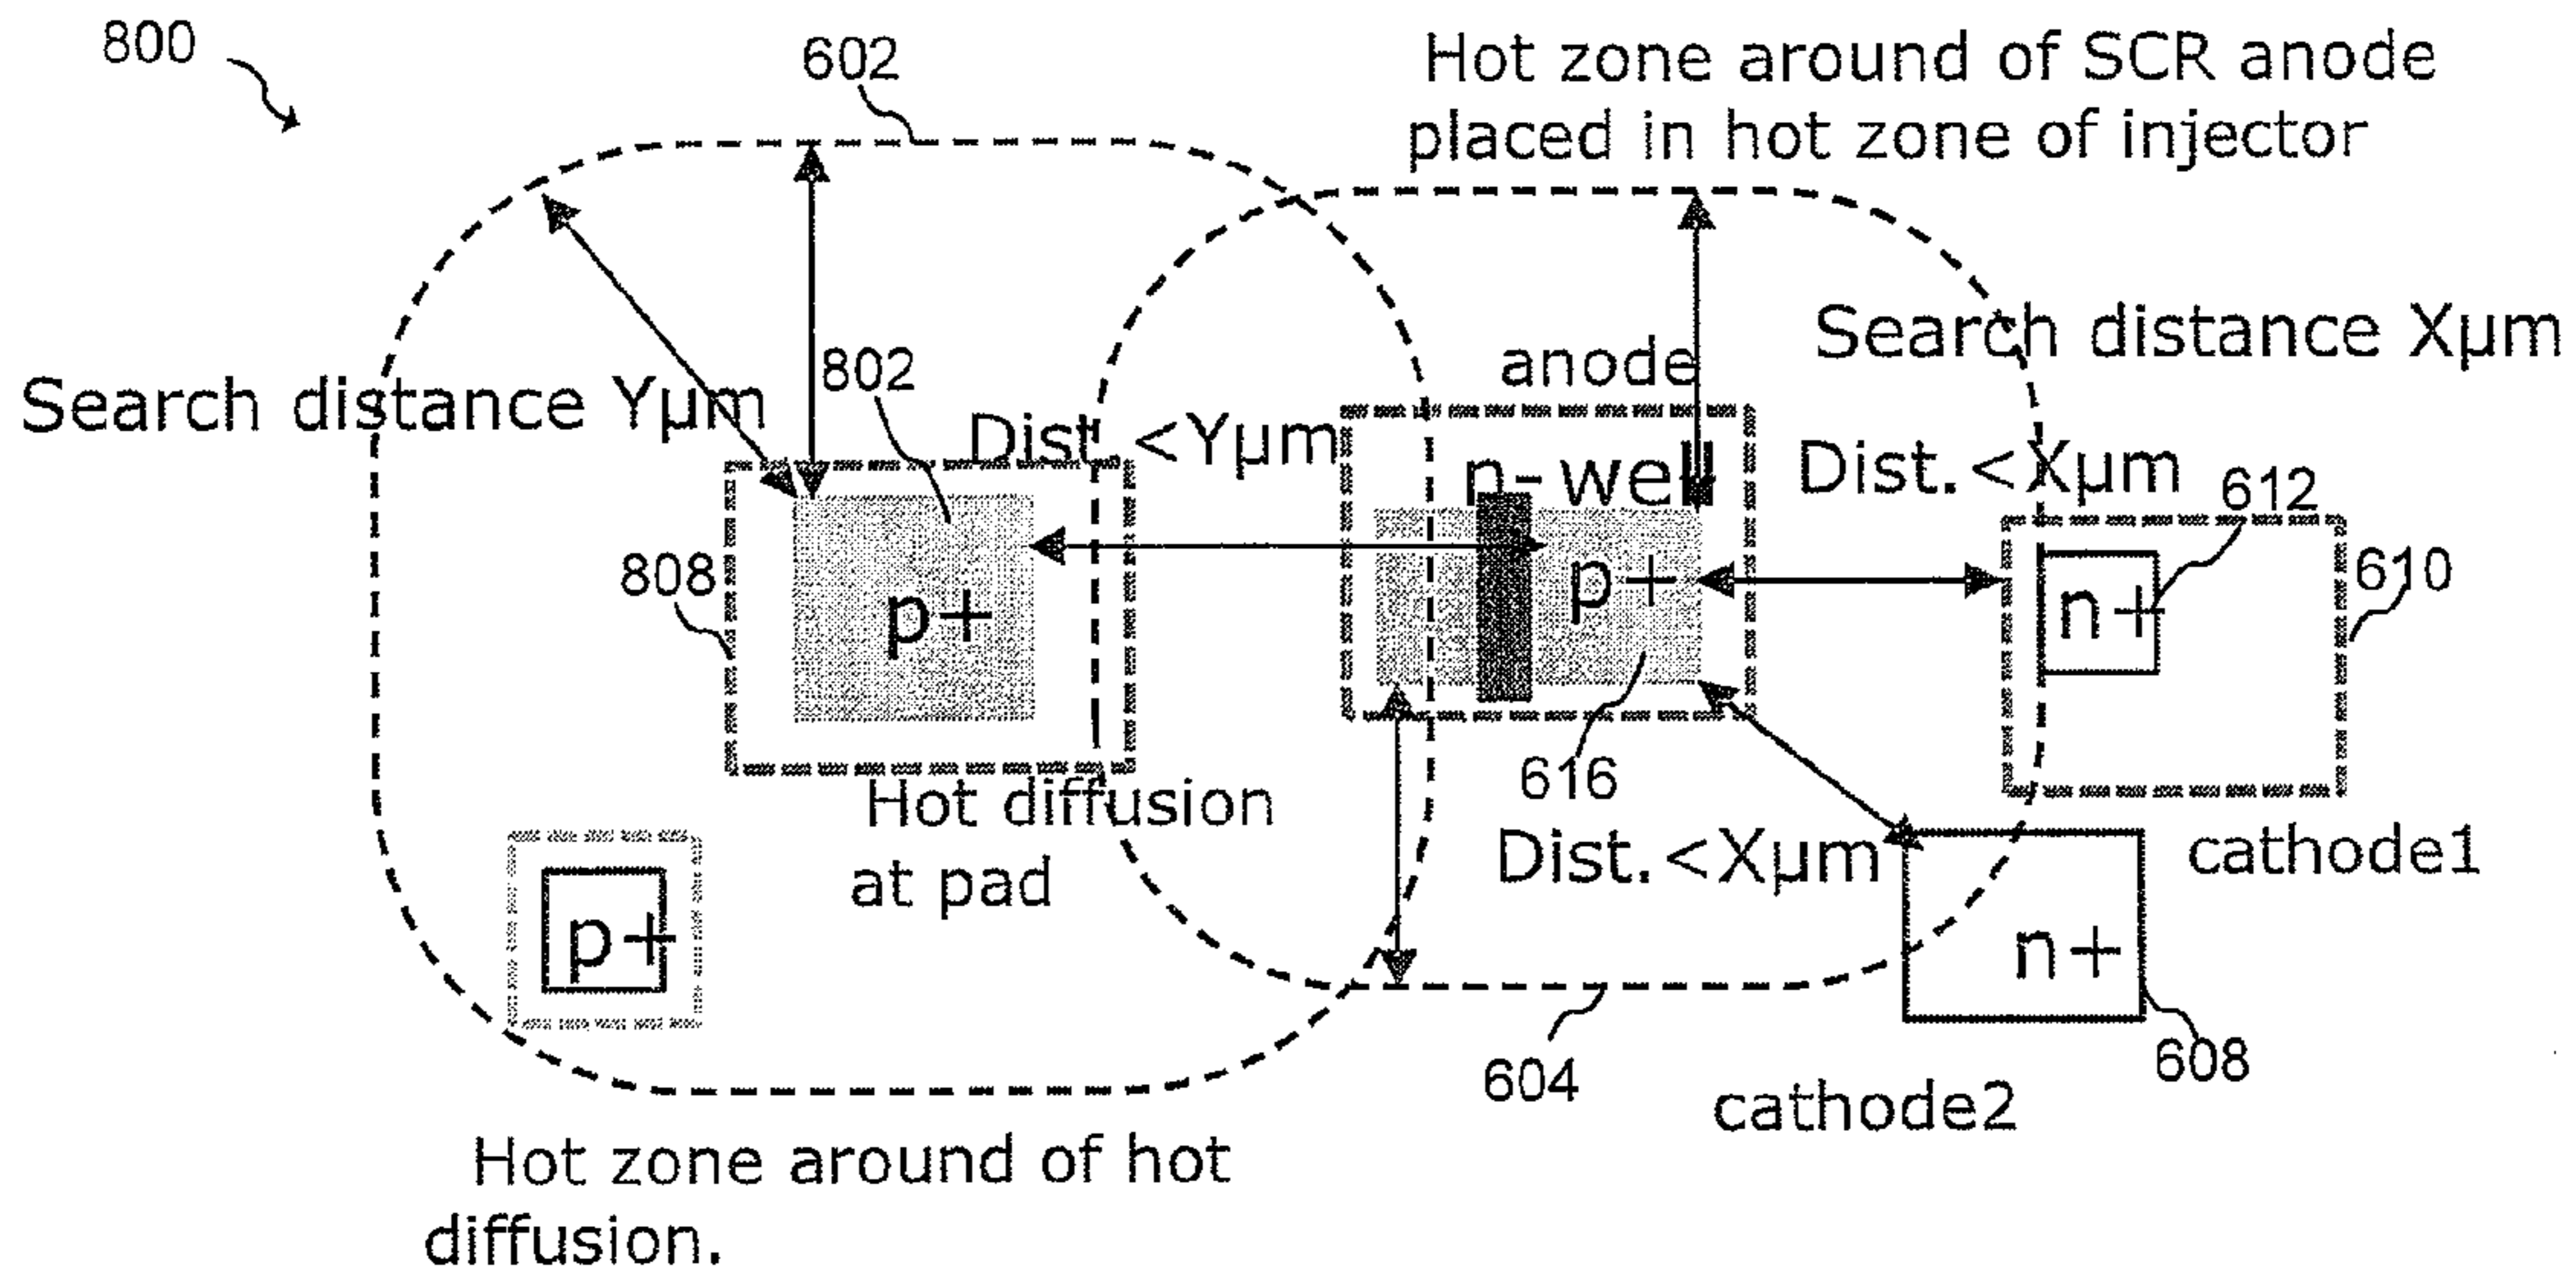 800
602
Hot zone around of SCR anode
placed in hot zone of injector
Search distance Xµm
anode
802
Search distance Yµm
Dist. <Yµm
n-well
Dist.<Xµm
612
808
p+
p+
n+
610
616
Hot diffusion
at pad
Dist.<Xµm
cathode1
p+
n+
604
608
cathode2
Hot zone around of hot
diffusion.